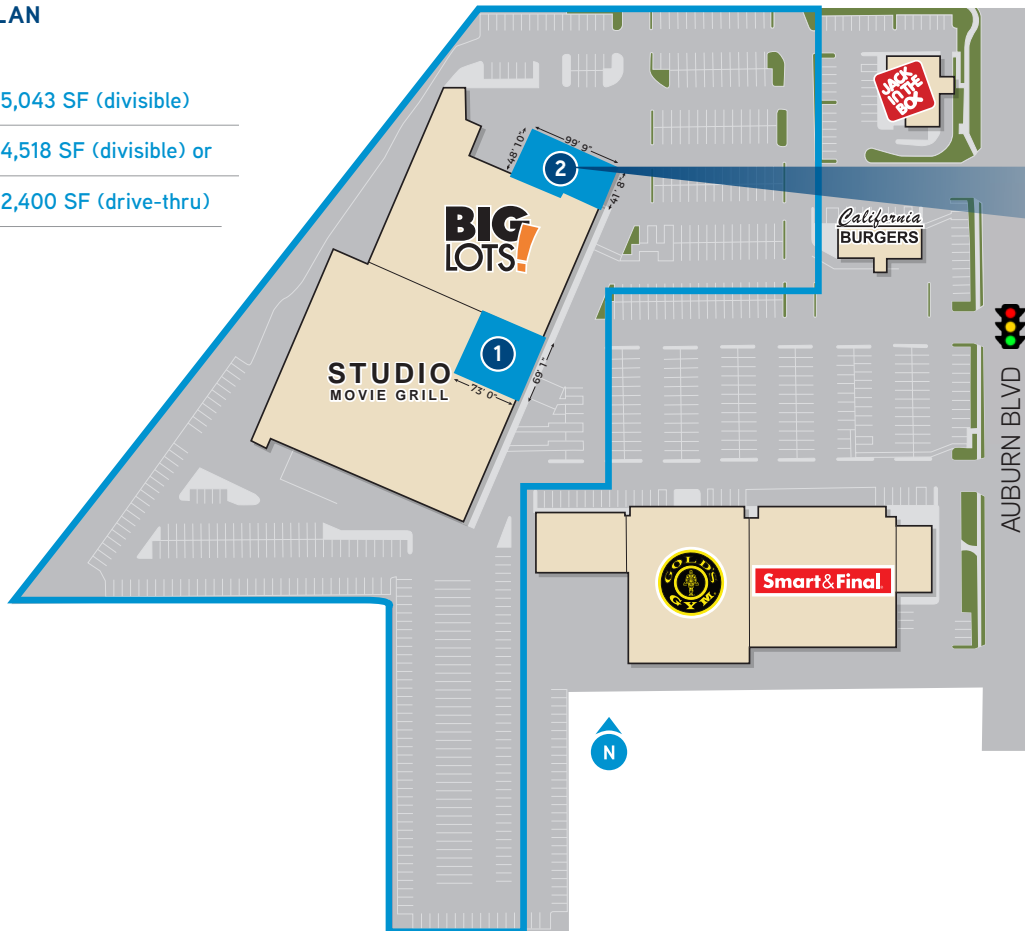 LAN
5,043 SF (divisible)
4,518 SF (divisible) or
2,400 SF (drive-thru)
JACK
IN THE
BOX
99' 9"
48' 10"
2
41' 8"
BIG
LOTS!
California
BURGERS
1
STUDIO
MOVIE GRILL
73' 0"
69' 1"
AUBURN BLVD
GOLD'S
GYM
Smart&Final.
N